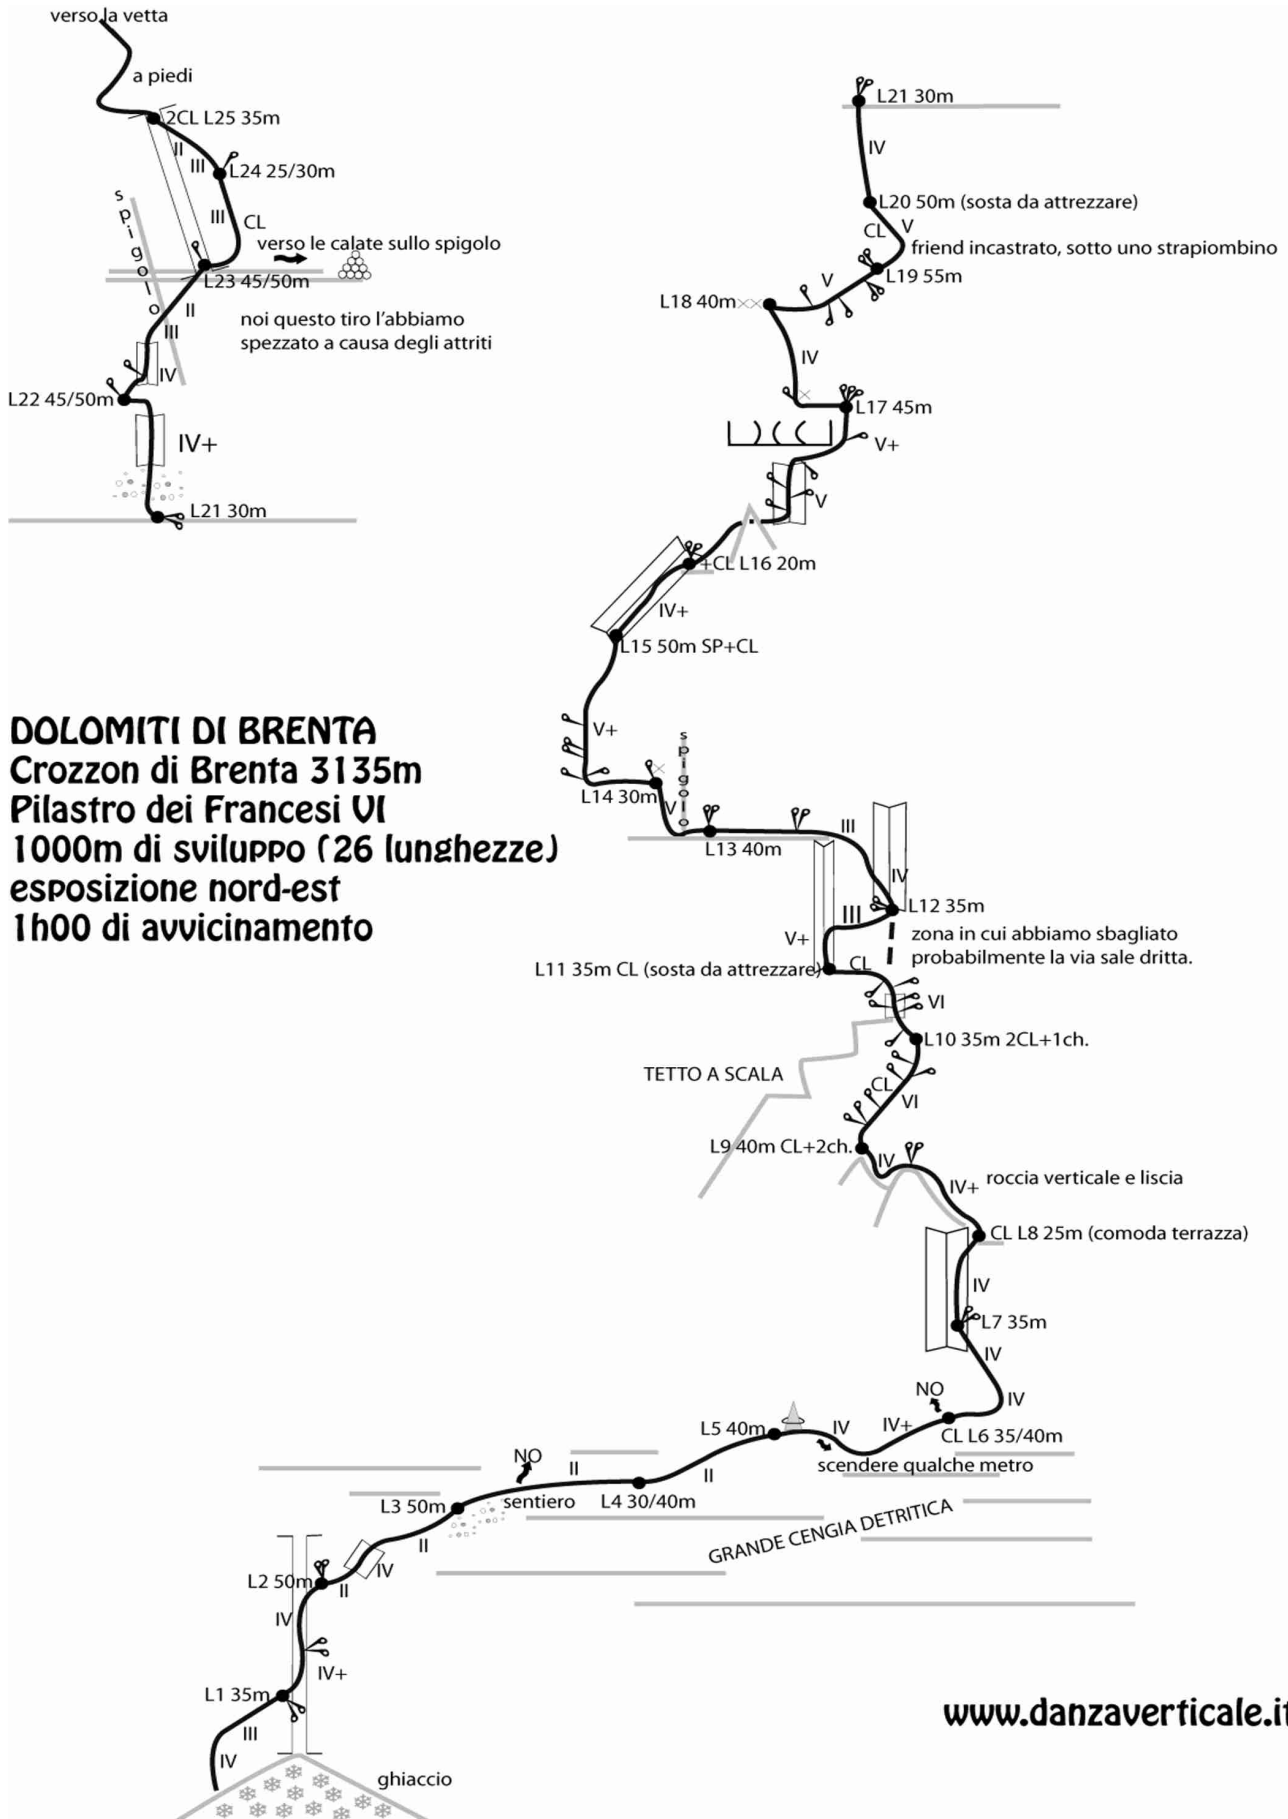 verso la vetta
a piedi
2CL L25 35m
II
III
L24 25/30m
III
CL
spigolo
verso le calate sullo spigolo
L23 45/50m
II
noi questo tiro l'abbiamo
spezzato a causa degli attriti
III
IV
L22 45/50m
IV+
L21 30m
L21 30m
IV
L20 50m (sosta da attrezzare)
CL
V
friend incastrato, sotto uno strapiombino
L19 55m
V
L18 40m
IV
L17 45m
V+
V
+CL L16 20m
IV+
L15 50m SP+CL
V+
spigolo
L14 30m
V
L13 40m
III
IV
L12 35m
III
V+
zona in cui abbiamo sbagliato
probabilmente la via sale dritta.
L11 35m CL (sosta da attrezzare)
CL
VI
L10 35m 2CL+1ch.
TETTO A SCALA
CL
VI
L9 40m CL+2ch.
IV
IV+
roccia verticale e liscia
CL L8 25m (comoda terrazza)
IV
L7 35m
IV
NO
IV
L5 40m
IV
IV+
CL L6 35/40m
scendere qualche metro
NO
II
II
L3 50m
sentiero
L4 30/40m
GRANDE CENGIA DETRITICA
II
IV
L2 50m
II
IV
IV+
L1 35m
III
IV
ghiaccio
DOLOMITI DI BRENTA
Crozzon di Brenta 3135m
Pilastro dei Francesi VI
1000m di sviluppo (26 lunghezze)
esposizione nord-est
1h00 di avvicinamento
www.danzaverticale.it